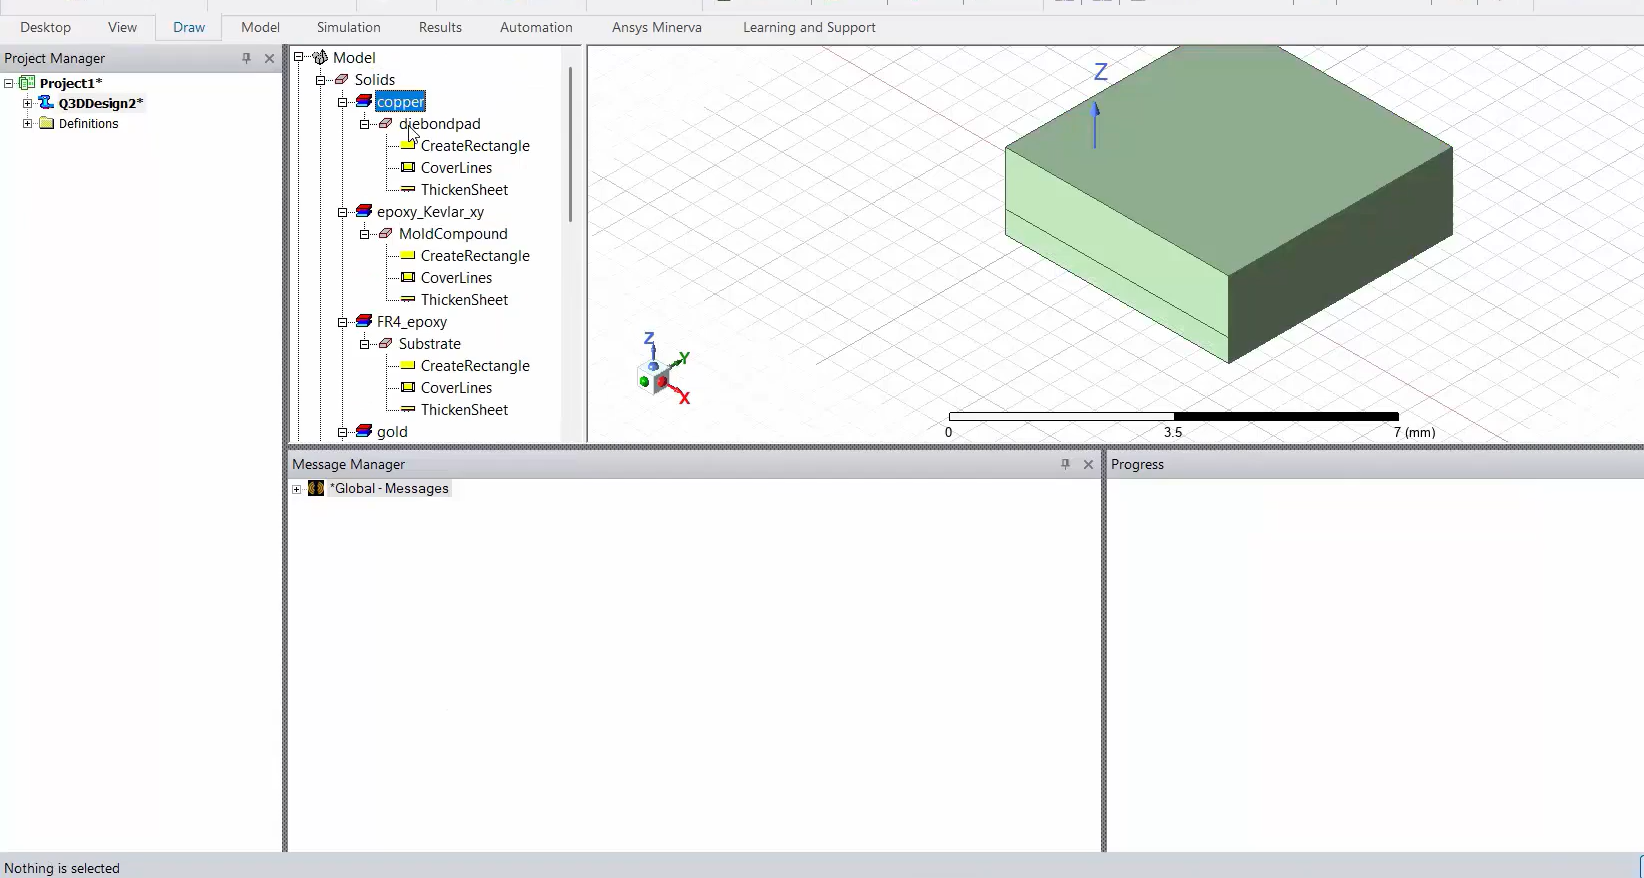 Desktop View Draw Model Simulation Results Automation Ansys Minerva Learning and Support
Project Manager
Project1*
Q3DDesign2*
Definitions
Model
Solids
copper
diebondpad
CreateRectangle
CoverLines
ThickenSheet
epoxy_Kevlar_xy
MoldCompound
CreateRectangle
CoverLines
ThickenSheet
FR4_epoxy
Substrate
CreateRectangle
CoverLines
ThickenSheet
gold
Z
Z
Y
X
0 3.5 7 (mm)
Message Manager
*Global - Messages
Progress
Nothing is selected